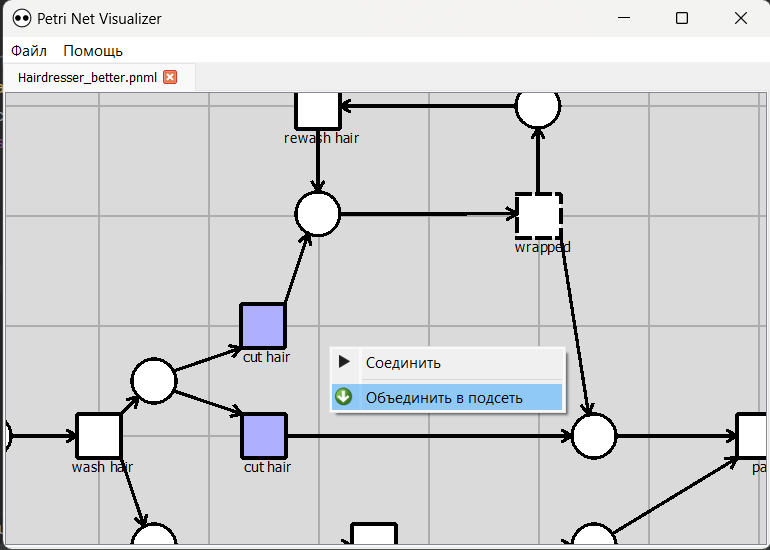 Petri Net Visualizer
Файл Помощь
Hairdresser_better.pnml
rewash hair
wrapped
cut hair
Соединить
Объединить в подсеть
wash hair
cut hair
pa